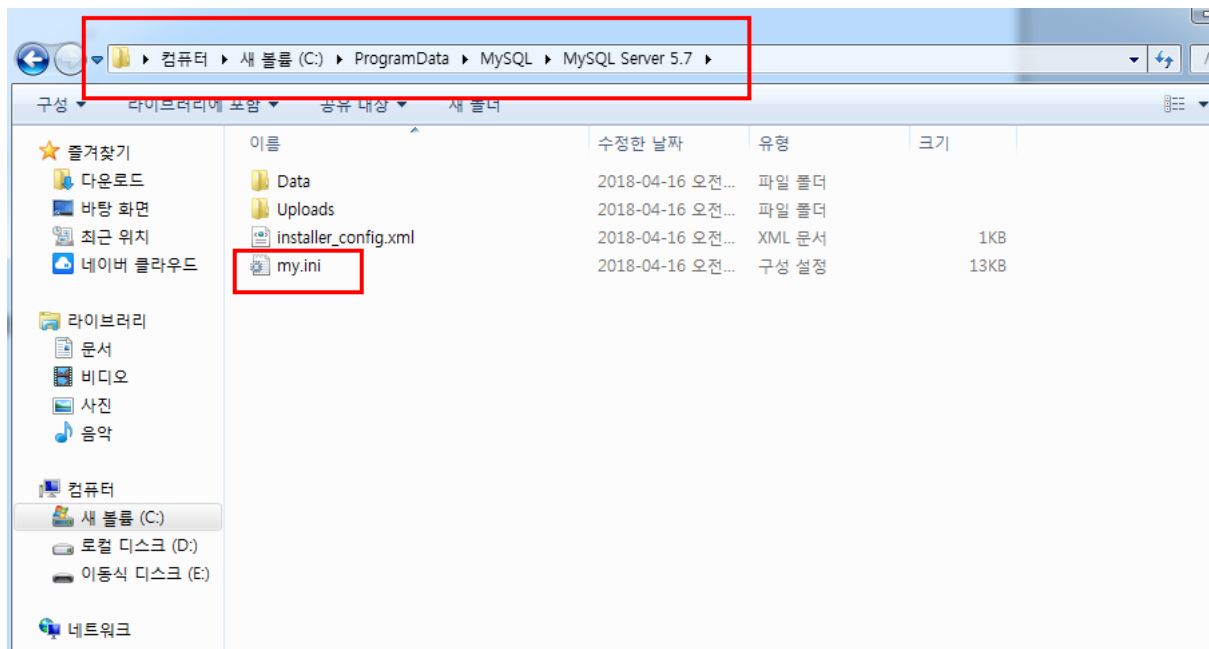 컴퓨터 새 볼륨 (C:) ProgramData MySQL MySQL Server 5.7
구성 라이브러리에 포함 공유 대상 새 폴더
이름 수정한 날짜 유형 크기
Data 2018-04-16 오전... 파일 폴더
Uploads 2018-04-16 오전... 파일 폴더
installer_config.xml 2018-04-16 오전... XML 문서 1KB
my.ini 2018-04-16 오전... 구성 설정 13KB
즐겨찾기
다운로드
바탕 화면
최근 위치
네이버 클라우드
라이브러리
문서
비디오
사진
음악
컴퓨터
새 볼륨 (C:)
로컬 디스크 (D:)
이동식 디스크 (E:)
네트워크